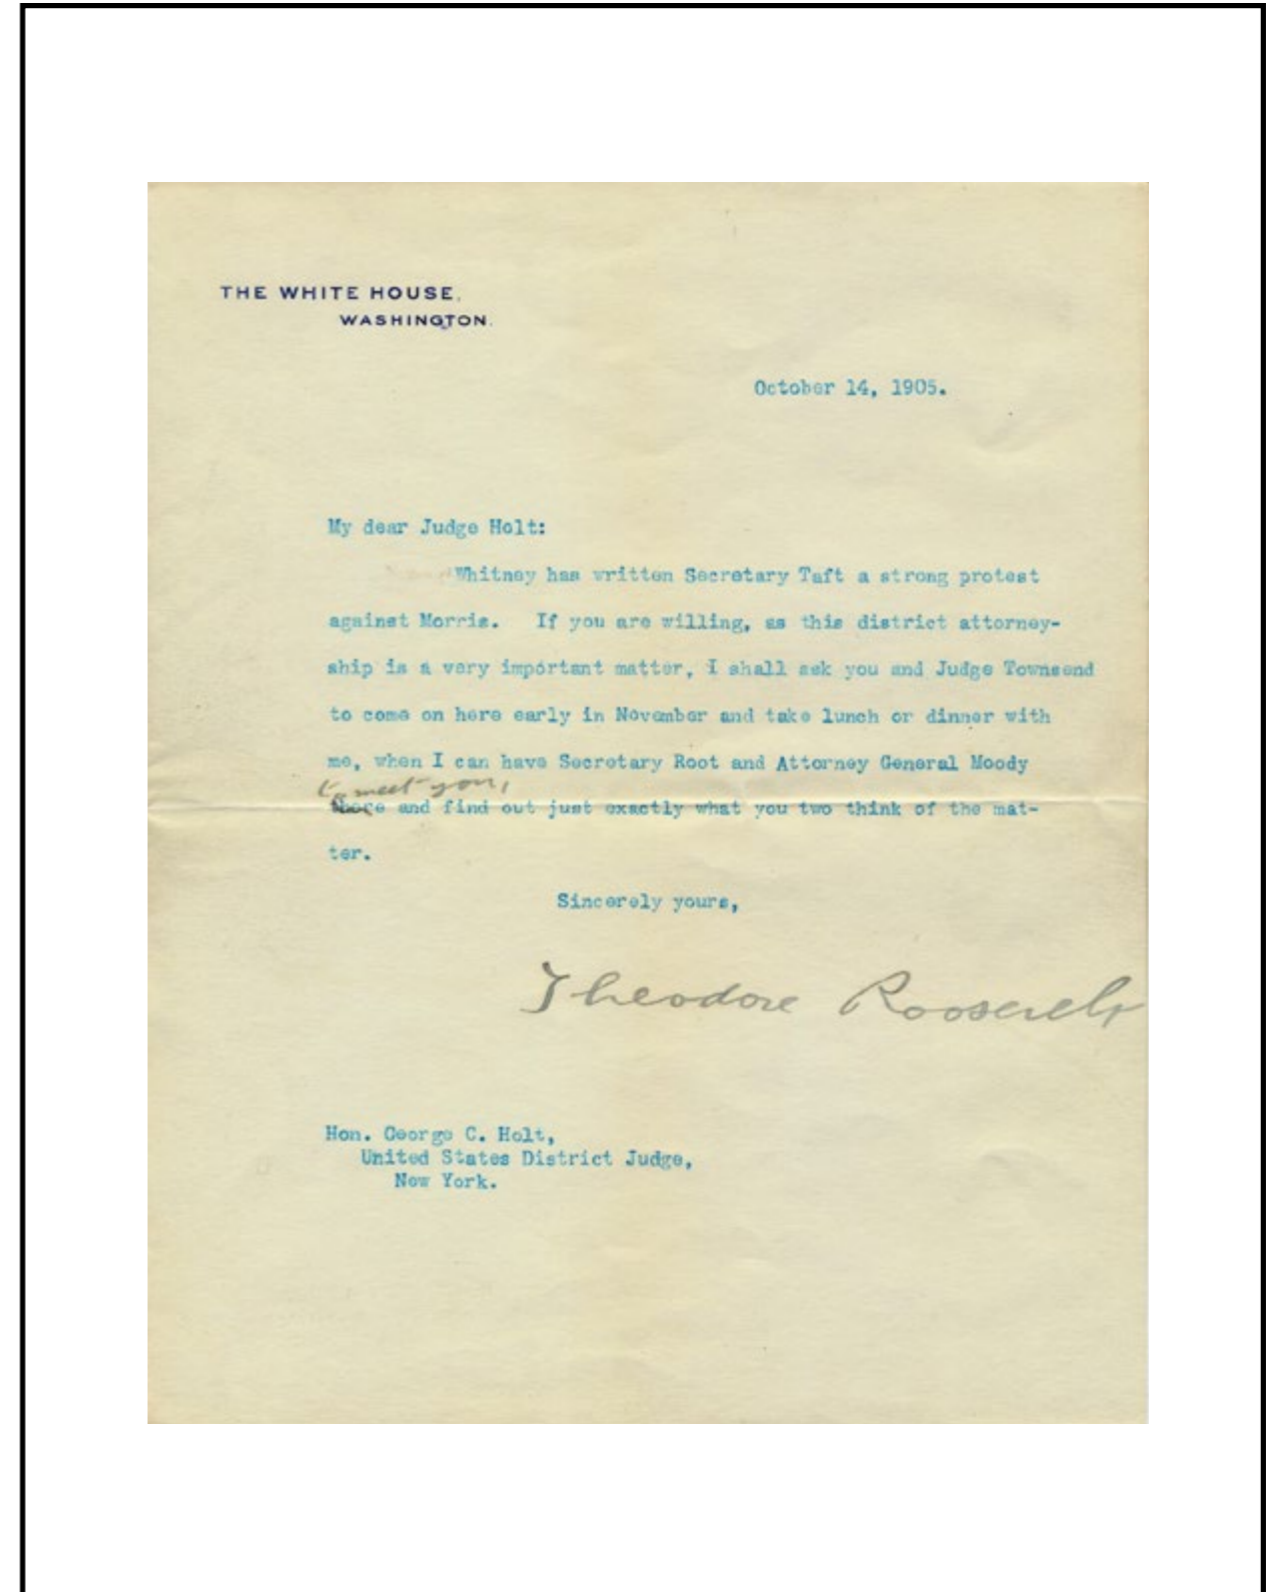 THE WHITE HOUSE,
WASHINGTON.
October 14, 1905.
My dear Judge Holt:
Whitney has written Secretary Taft a strong protest
against Morris. If you are willing, as this district attorney-
ship is a very important matter, I shall ask you and Judge Townsend
to come on here early in November and take lunch or dinner with
me, when I can have Secretary Root and Attorney General Moody
to meet you,
there and find out just exactly what you two think of the mat-
ter.
Sincerely yours,
Theodore Roosevelt
Hon. George C. Holt,
United States District Judge,
New York.